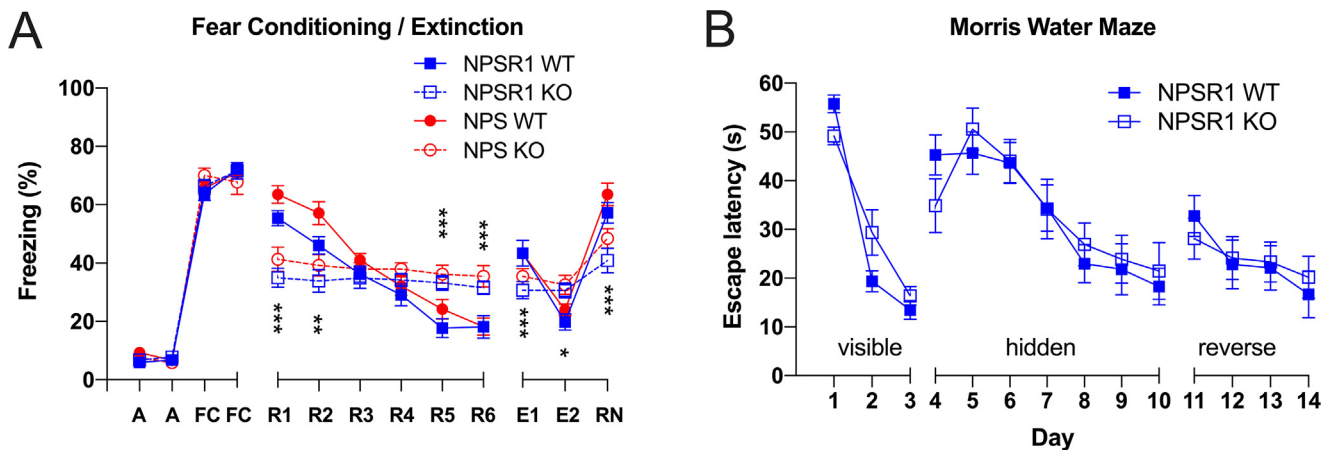 A
Fear Conditioning / Extinction
NPSR1 WT
NPSR1 KO
NPS WT
NPS KO
Freezing (%)
100
80
60
40
20
0
***
**
***
***
***
*
***
A A FC FC R1 R2 R3 R4 R5 R6 E1 E2 RN
B
Morris Water Maze
NPSR1 WT
NPSR1 KO
Escape latency (s)
60
50
40
30
20
10
0
visible hidden reverse
1 2 3 4 5 6 7 8 9 10 11 12 13 14
Day